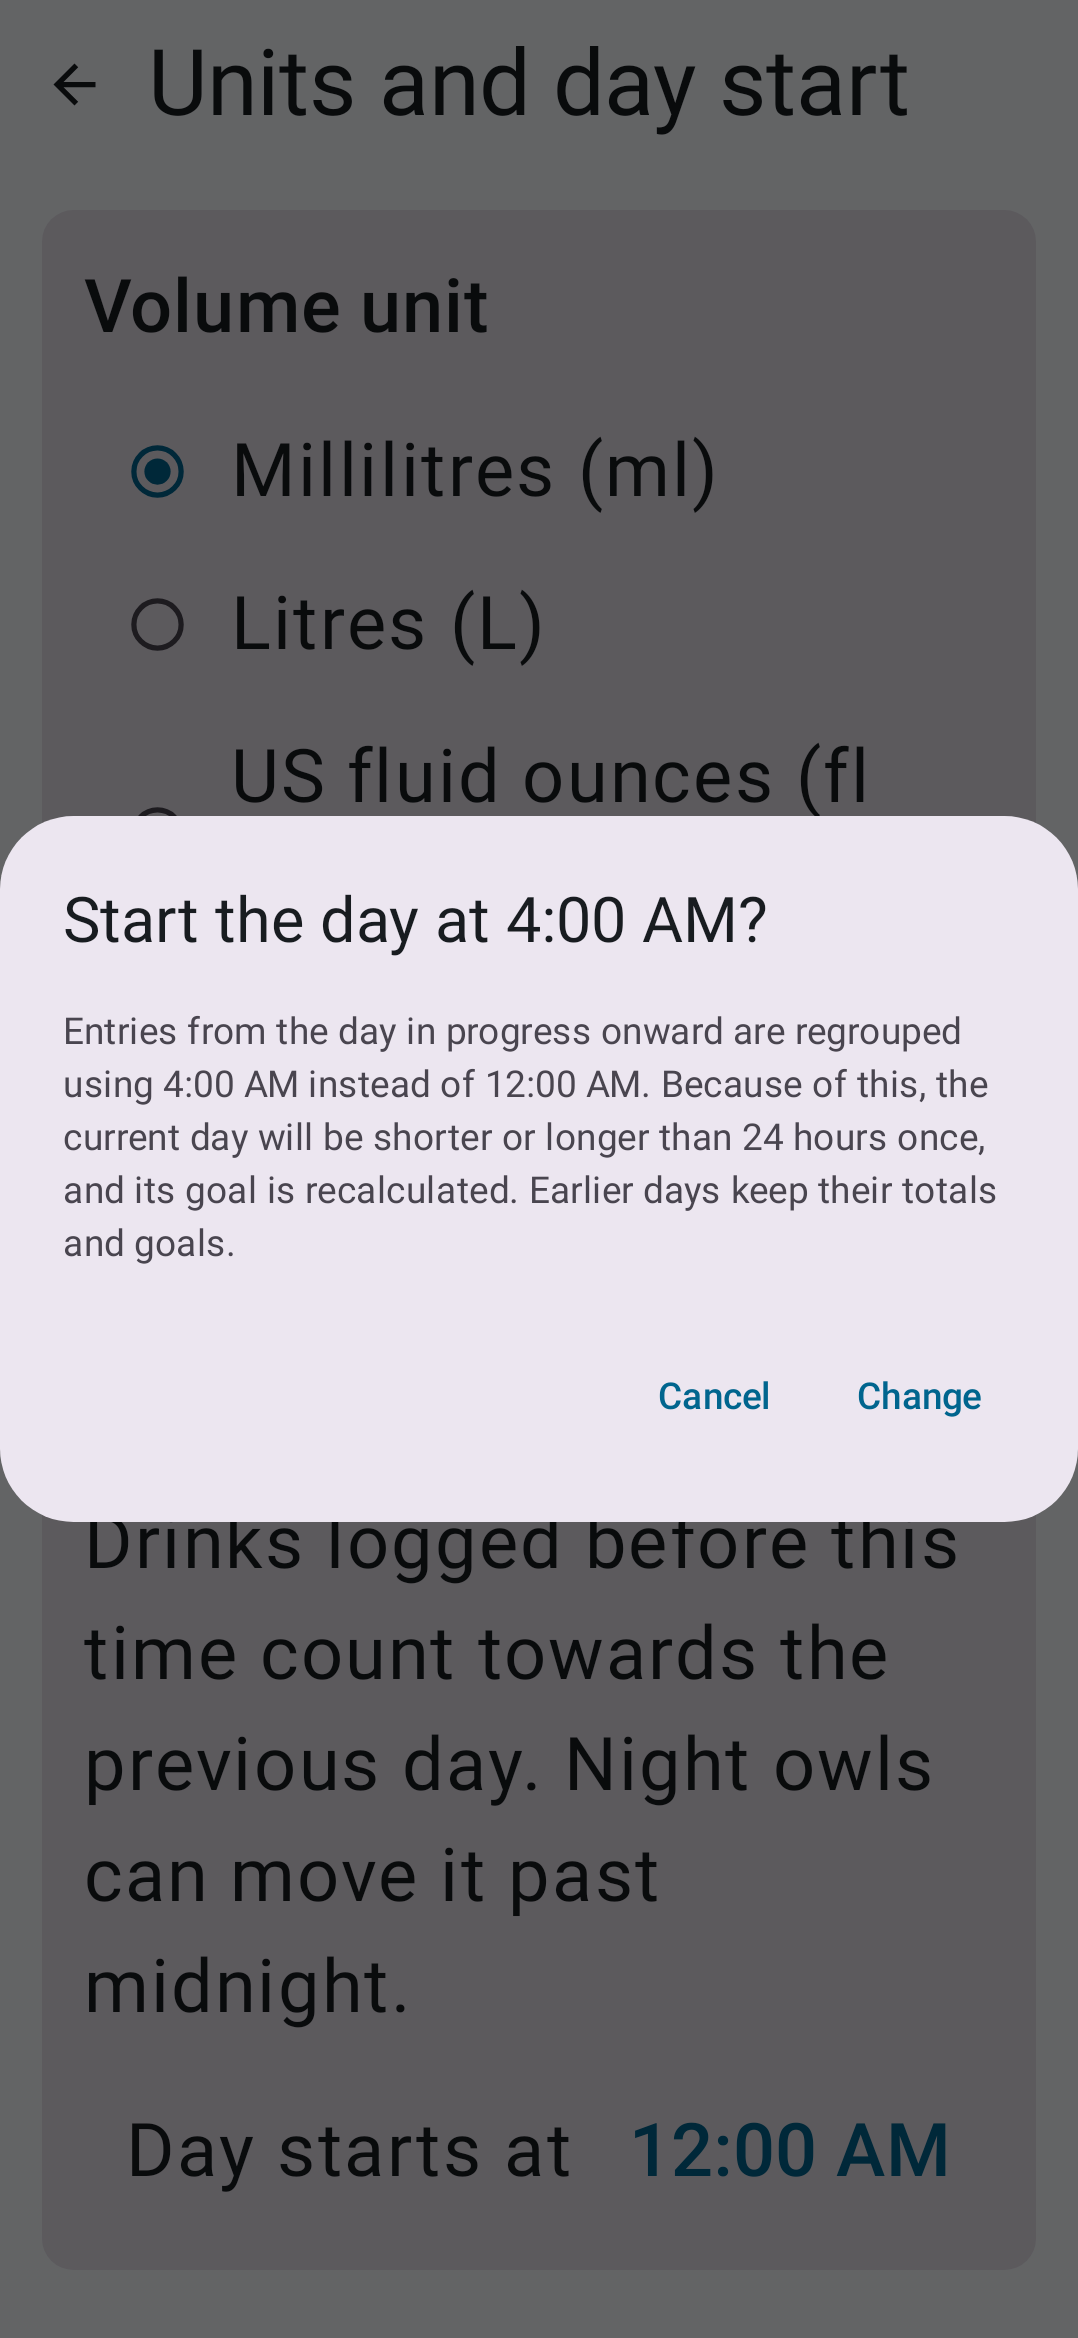 Units and day start
Volume unit
Millilitres (ml)
Litres (L)
US fluid ounces (fl
Start the day at 4:00 AM?
Entries from the day in progress onward are regrouped
using 4:00 AM instead of 12:00 AM. Because of this, the
current day will be shorter or longer than 24 hours once,
and its goal is recalculated. Earlier days keep their totals
and goals.
Cancel Change
Drinks logged before this
time count towards the
previous day. Night owls
can move it past
midnight.
Day starts at 12:00 AM